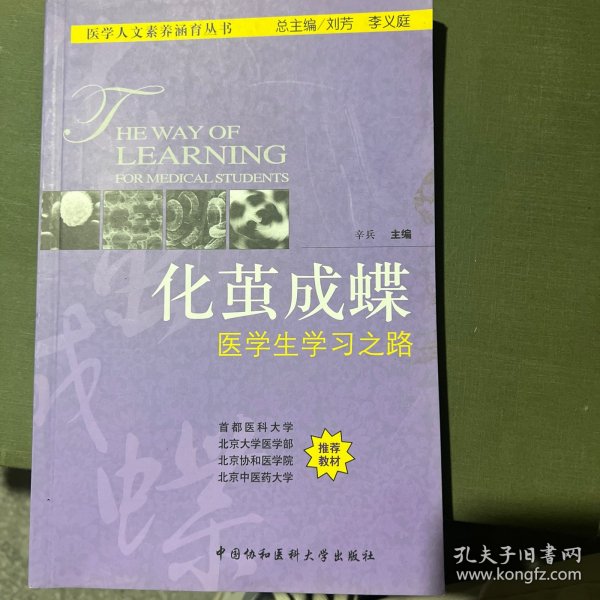 医学人文素养涵育丛书 总主编/刘芳 李义庭
THE WAY OF
LEARNING
FOR MEDICAL STUDENTS
辛兵 主编
化茧成蝶
医学生学习之路
首都医科大学
北京大学医学部
北京协和医学院
北京中医药大学
推荐
教材
中国协和医科大学出版社
孔夫子旧书网
www.kongfz.com